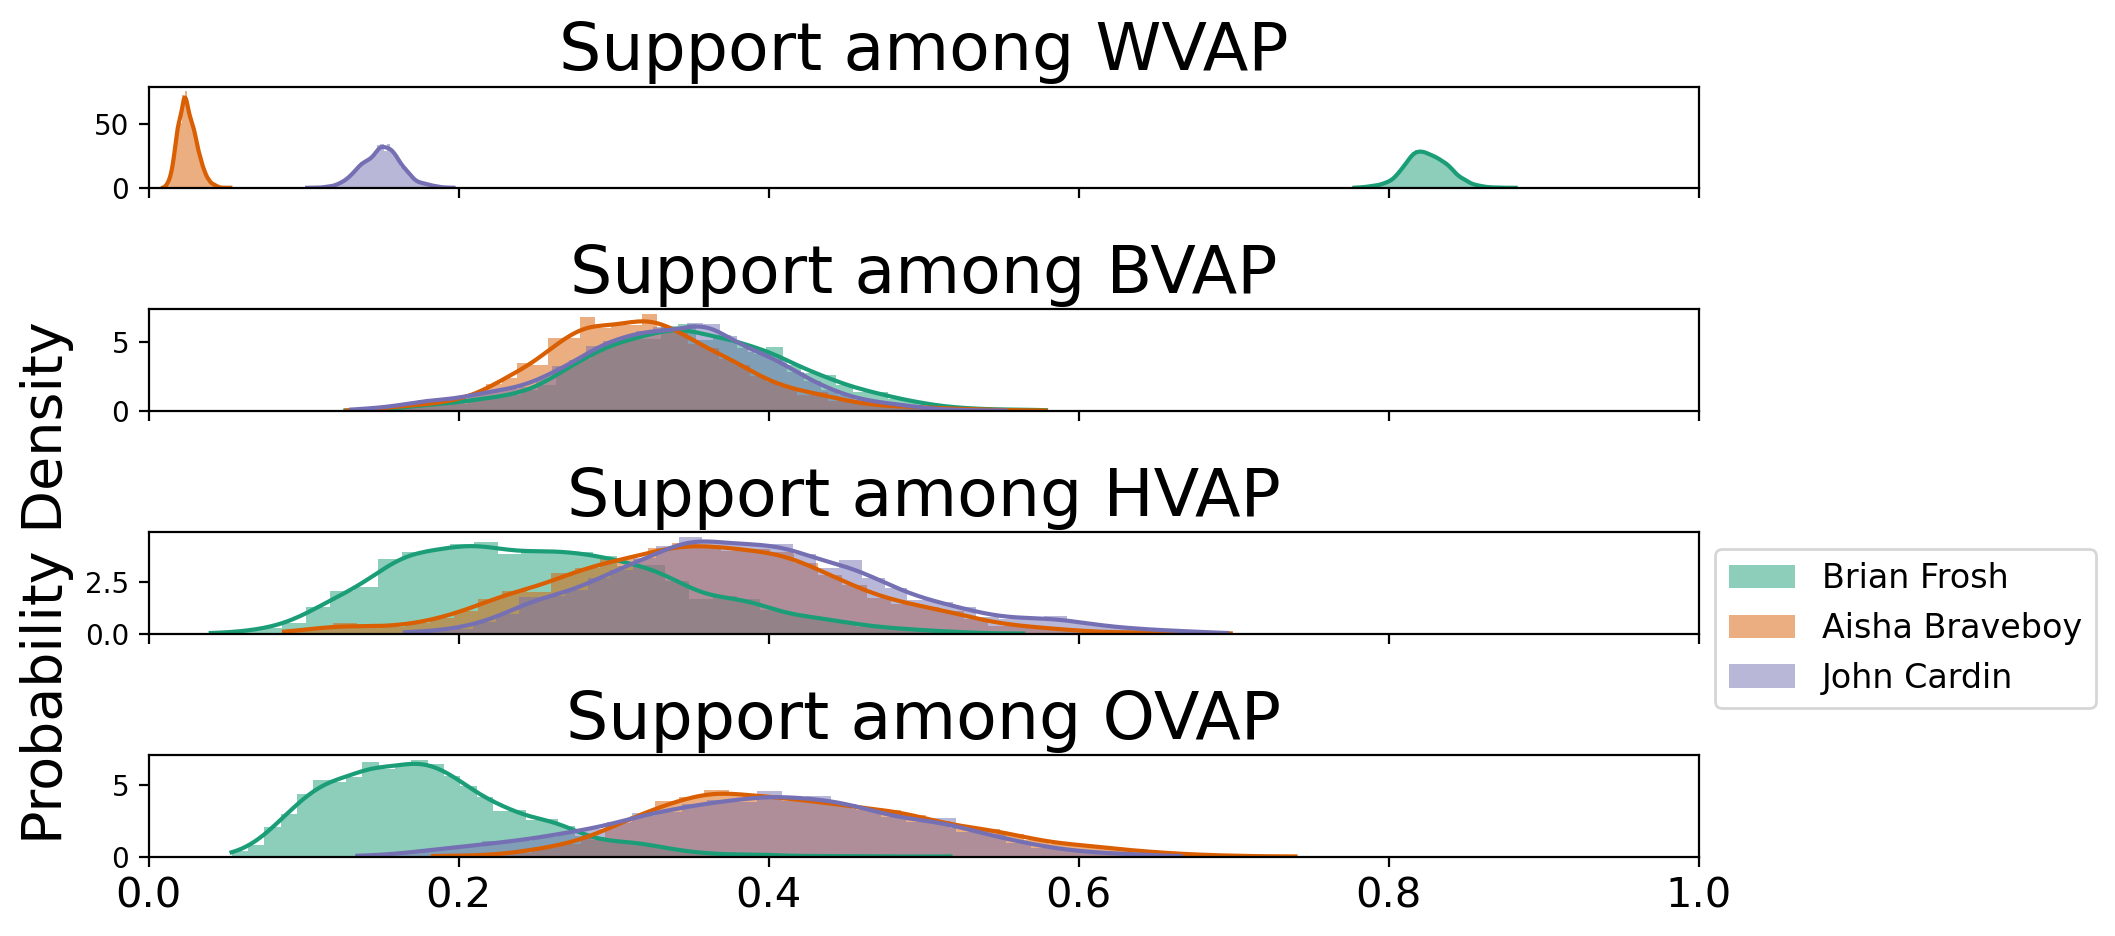 Support among WVAP
50
0
Support among BVAP
5
0
Support among HVAP
2.5
0.0
Support among OVAP
5
0
0.0 0.2 0.4 0.6 0.8 1.0
Probability Density
Brian Frosh
Aisha Braveboy
John Cardin